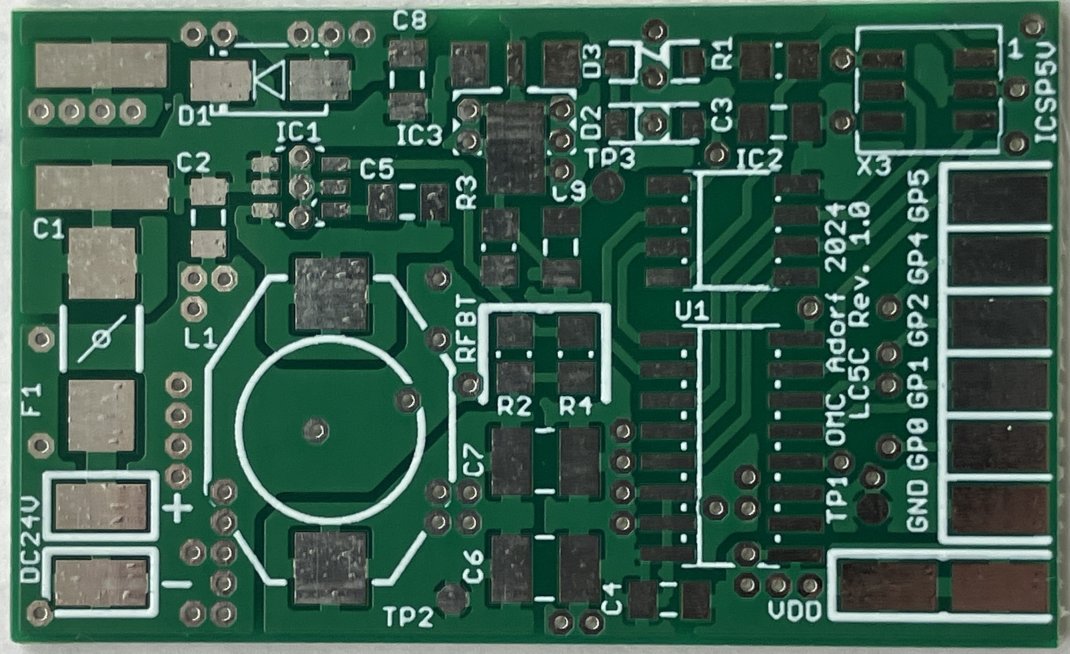 C8
D3
R1
1
ICSP5V
D1
IC1
IC3
D2
C3
C2
C5
TP3
IC2
X3
R3
C9
C1
OMC Adorf 2024
LC5C Rev. 1.0
GP5
GP4
GP2
GP1
GP0
GND
L1
RFBT
U1
F1
R2
R4
C7
TP1
DC24V
+
-
C6
TP2
C4
VDD